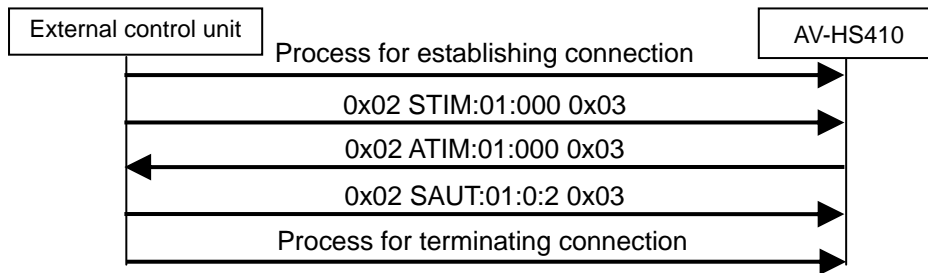 External control unit
AV-HS410
Process for establishing connection
0x02 STIM:01:000 0x03
0x02 ATIM:01:000 0x03
0x02 SAUT:01:0:2 0x03
Process for terminating connection